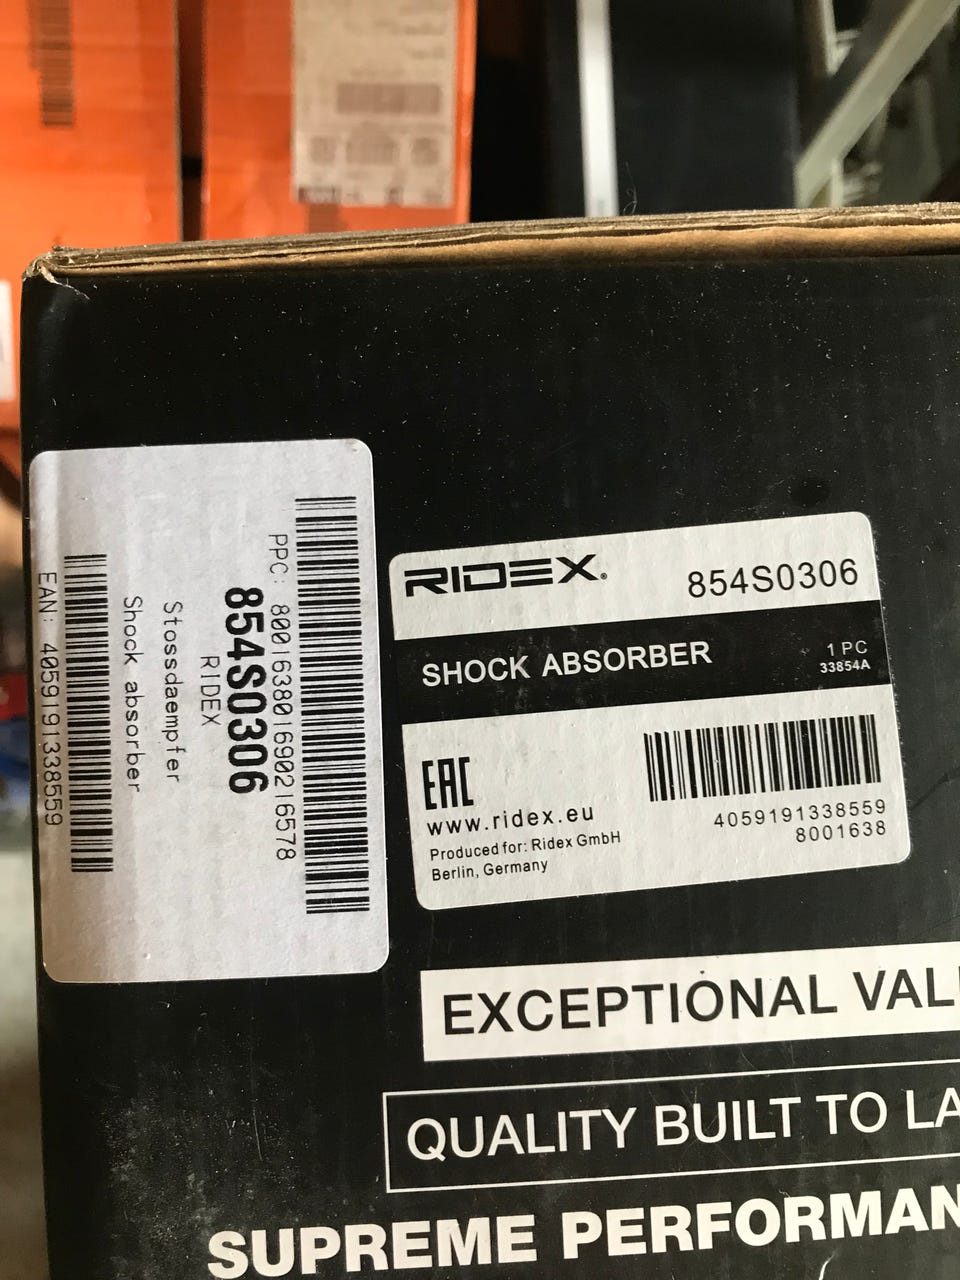 EAN: 4059191338559
Shock absorber
Stossdaempfer
RIDEX
854S0306
PPC: 800163801690216578
RIDEX®
854S0306
SHOCK ABSORBER
1 PC
33854A
EAC
www.ridex.eu
Produced for: Ridex GmbH
Berlin, Germany
4059191338559
8001638
EXCEPTIONAL VAL
QUALITY BUILT TO LA
SUPREME PERFORMAN